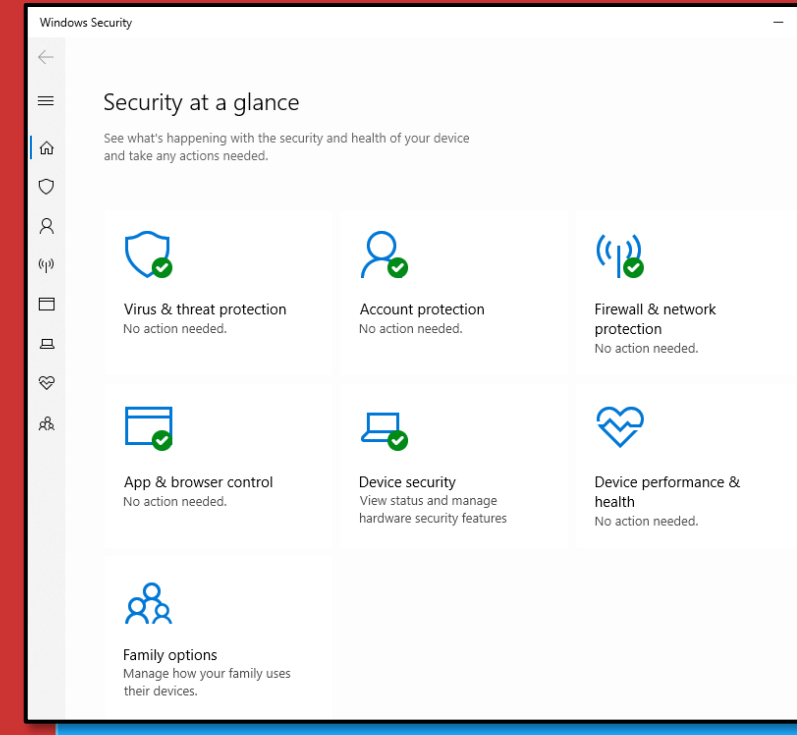 Windows Security
Security at a glance
See what's happening with the security and health of your device
and take any actions needed.
Virus & threat protection
No action needed.
Account protection
No action needed.
Firewall & network
protection
No action needed.
App & browser control
No action needed.
Device security
View status and manage
hardware security features
Device performance &
health
No action needed.
Family options
Manage how your family uses
their devices.